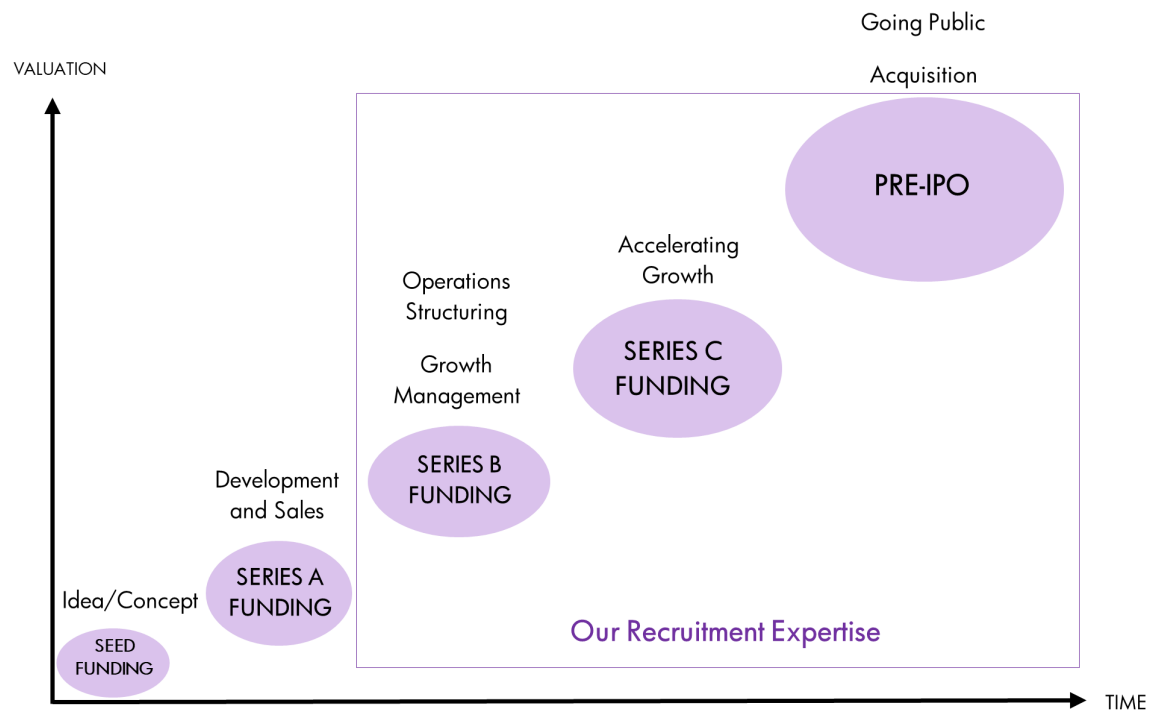 Going Public
VALUATION
Acquisition
PRE-IPO
Accelerating
Growth
Operations
Structuring
SERIES C
FUNDING
Growth
Management
SERIES B
FUNDING
Development
and Sales
SERIES A
FUNDING
Idea/Concept
SEED
FUNDING
Our Recruitment Expertise
TIME